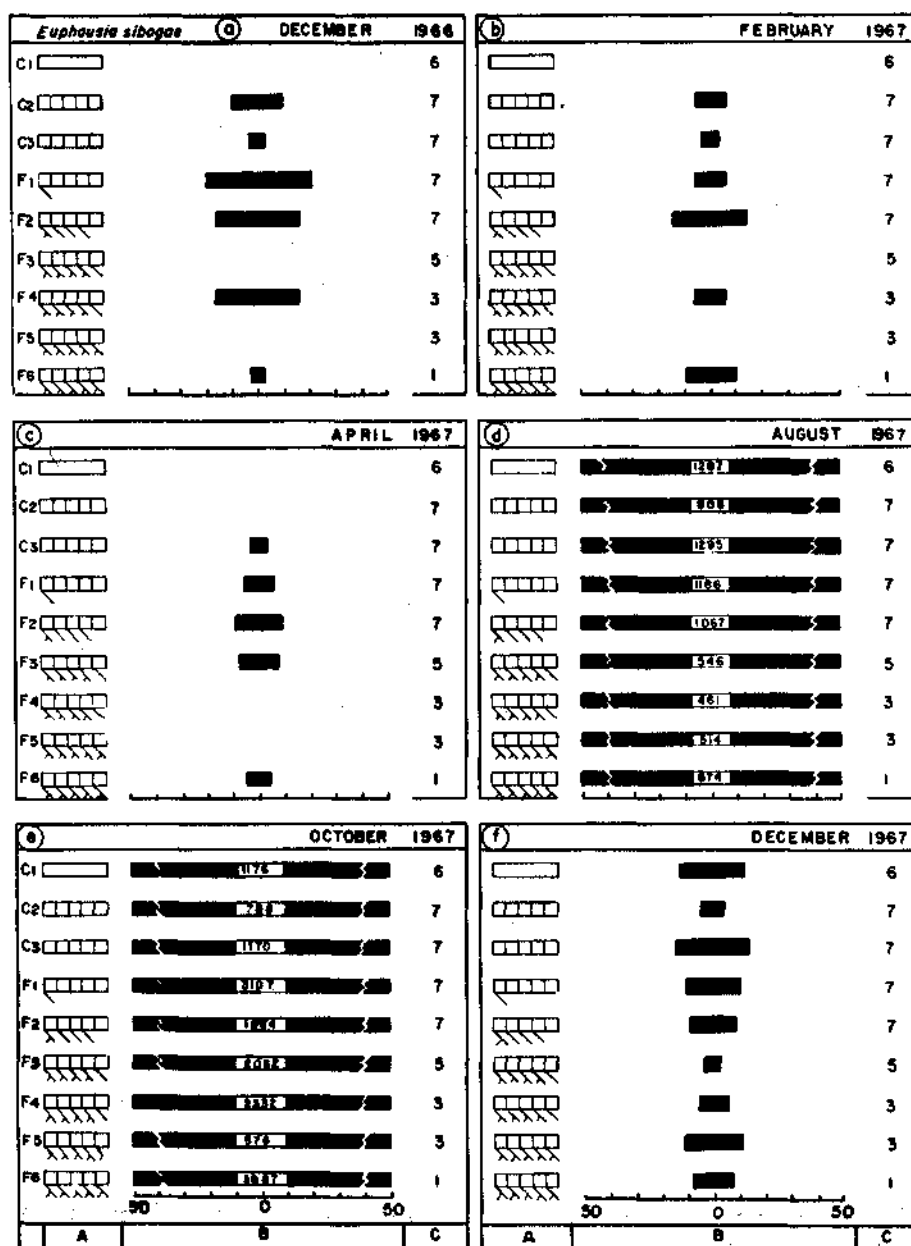 Euphausia sibogae (a) DECEMBER 1966
C1 6
C2 7
C3 7
F1 7
F2 7
F3 5
F4 3
F5 3
F6 1
(b) FEBRUARY 1967
6
7
7
7
7
5
3
3
1
(c) APRIL 1967
C1 6
C2 7
C3 7
F1 7
F2 7
F3 5
F4 3
F5 3
F6 1
(d) AUGUST 1967
1287 6
7
1295 7
1186 7
1067 7
546 5
461 3
514 3
674 1
(e) OCTOBER 1967
C1 1176 6
C2 7
C3 1170 7
F1 7
F2 7
F3 5
F4 3
F5 3
F6 1
50 0 50
A B C
(f) DECEMBER 1967
6
7
7
7
7
5
3
3
1
50 0 50
A B C